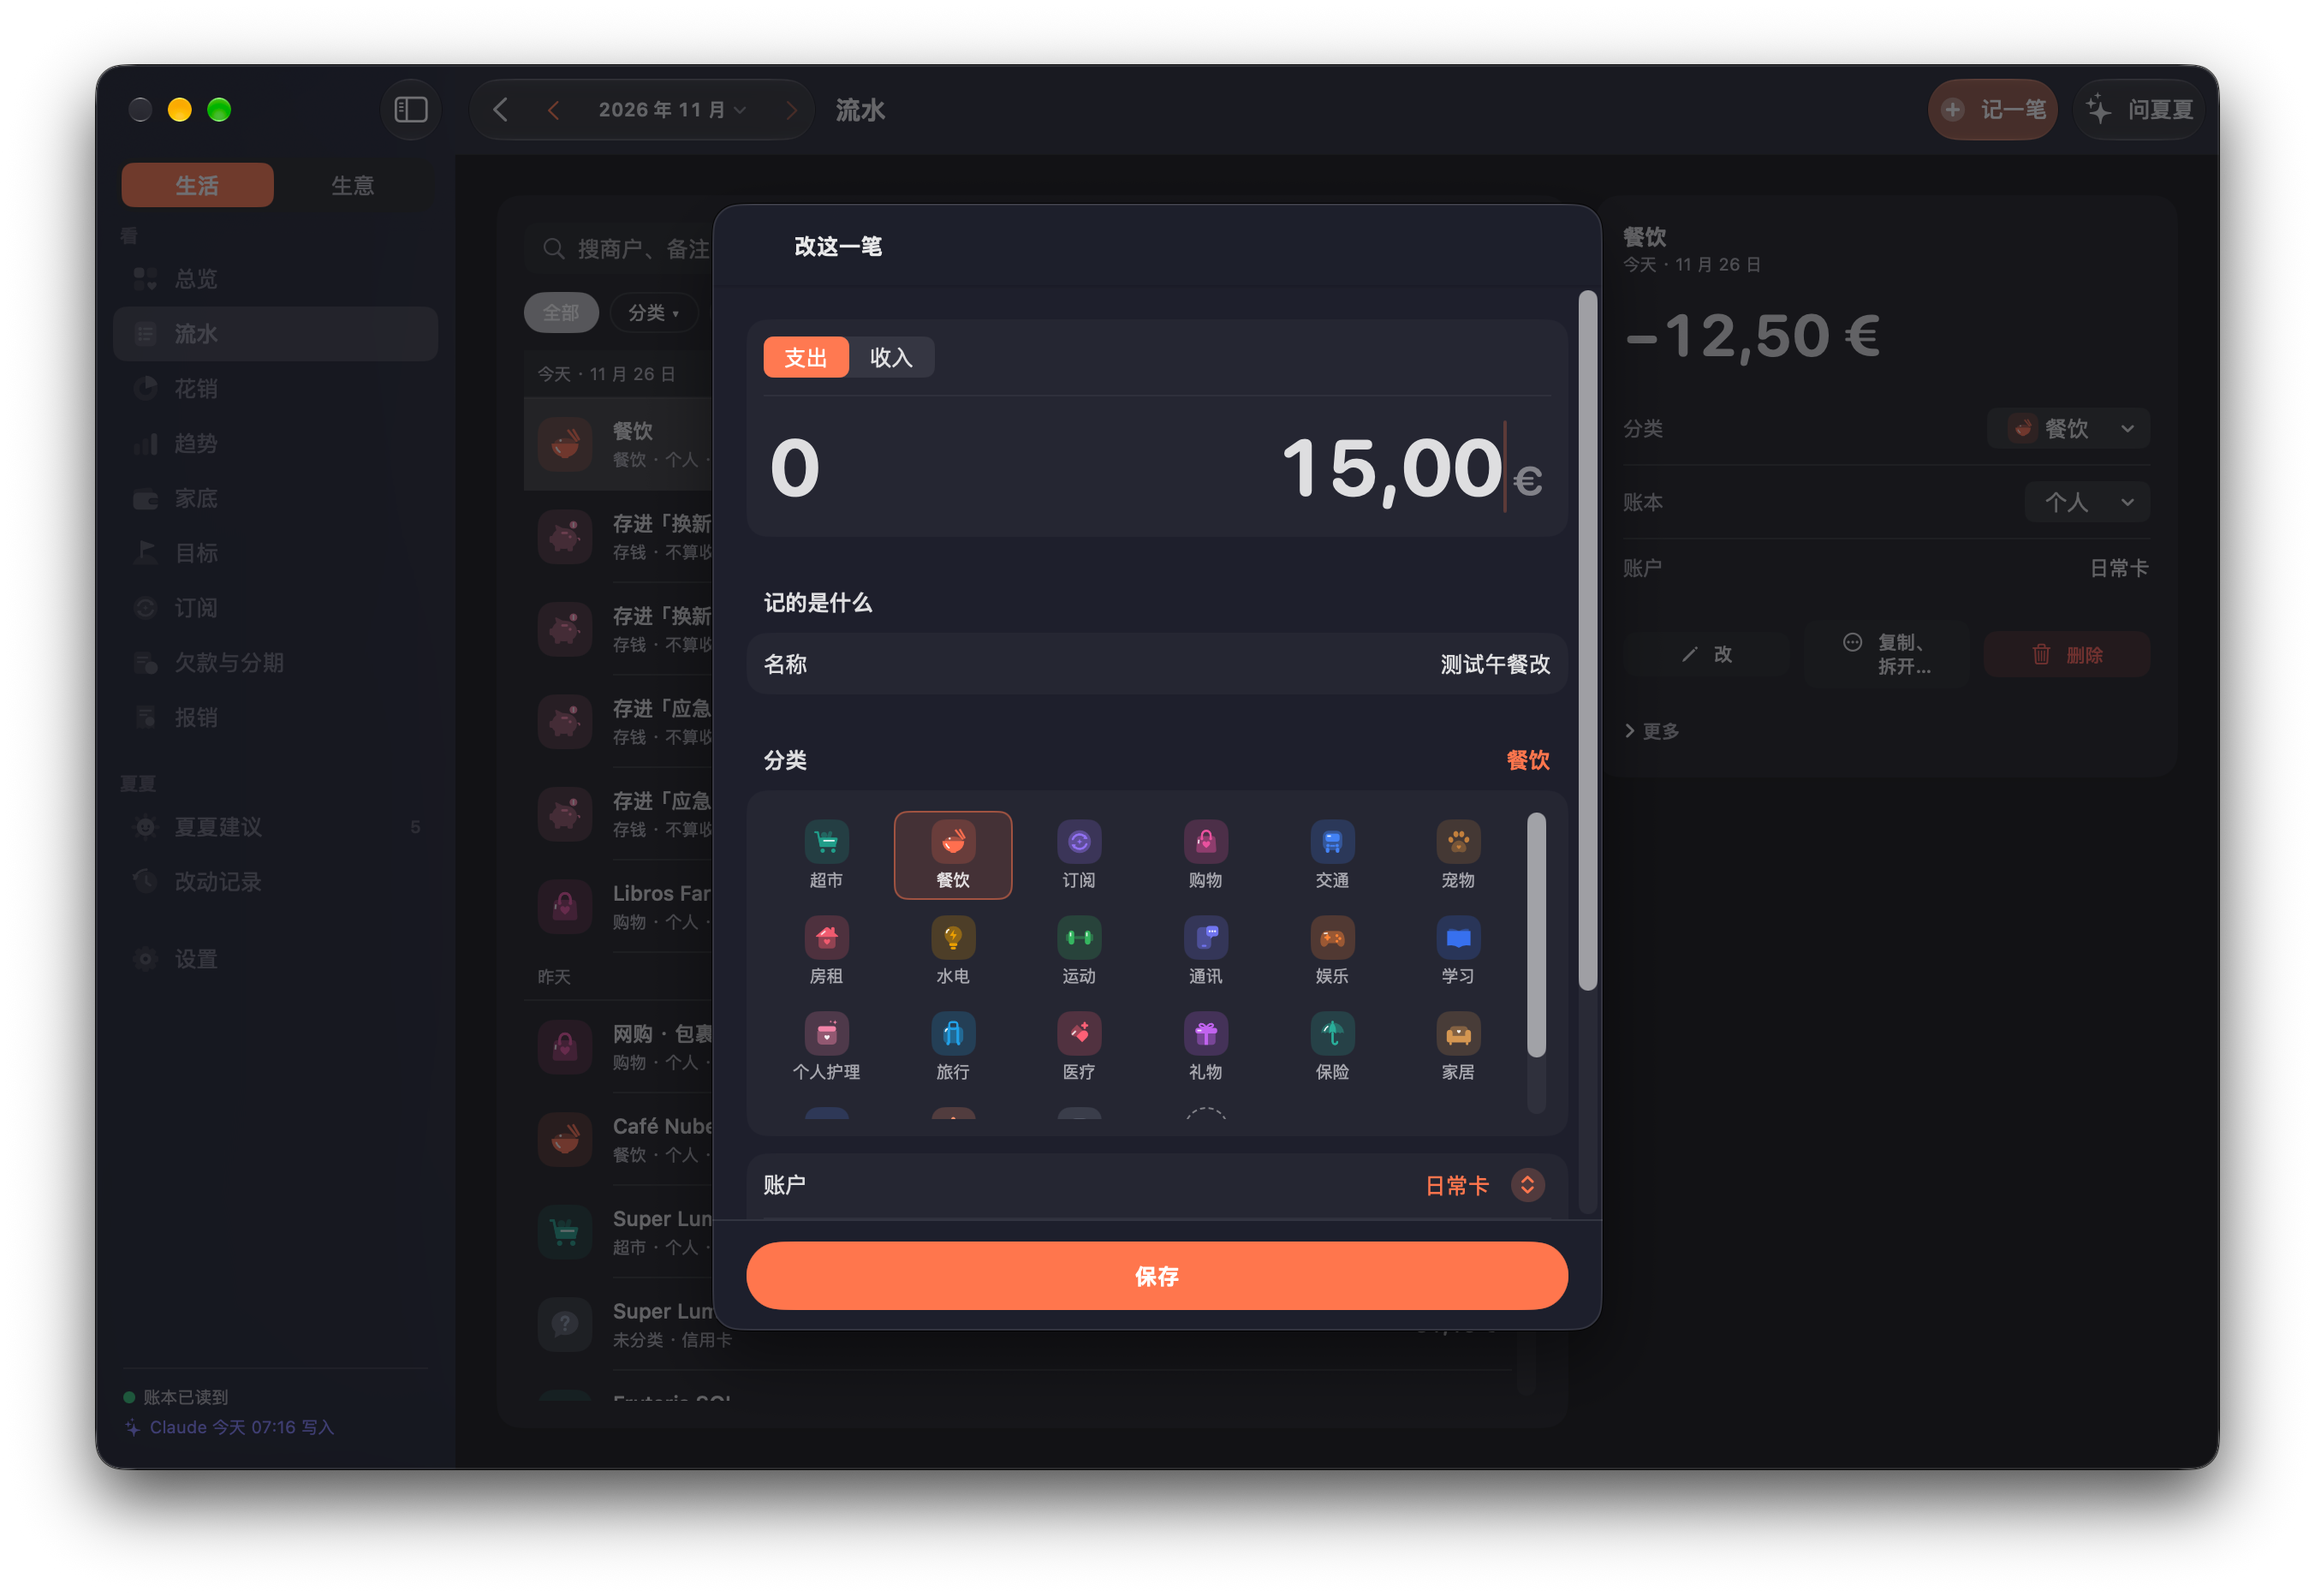 2026 年 11 月
流水
记一笔
问夏夏
生活
生意
看
总览
流水
花销
趋势
家底
目标
订阅
欠款与分期
报销
夏夏
夏夏建议
5
改动记录
设置
账本已读到
Claude 今天 07:16 写入
搜商户、备注
全部
分类
今天 · 11 月 26 日
餐饮
餐饮 · 个人 ·
存进「换新
存钱 · 不算收
存进「换新
存钱 · 不算收
存进「应急
存钱 · 不算收
存进「应急
存钱 · 不算收
Libros Far
购物 · 个人 ·
昨天
网购 · 包裹
购物 · 个人 ·
Café Nube
餐饮 · 个人 ·
Super Lum
超市 · 个人 ·
Super Lum
未分类 · 信用卡
改这一笔
支出
收入
0
15,00 €
记的是什么
名称
测试午餐改
分类
餐饮
超市
餐饮
订阅
购物
交通
宠物
房租
水电
运动
通讯
娱乐
学习
个人护理
旅行
医疗
礼物
保险
家居
账户
日常卡
保存
餐饮
今天 · 11 月 26 日
−12,50 €
分类
餐饮
账本
个人
账户
日常卡
改
复制、
拆开...
删除
更多